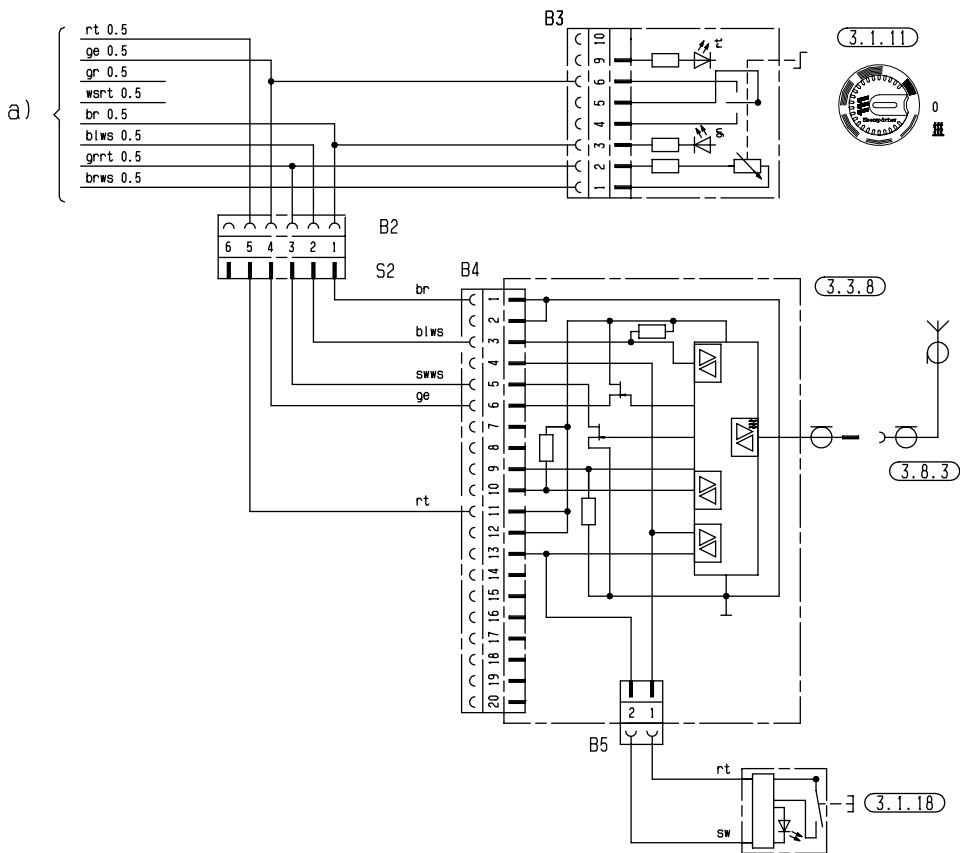 rt 0.5
ge 0.5
gr 0.5
wsrt 0.5
br 0.5
blws 0.5
grrt 0.5
brws 0.5
a)
B3
10
9
6
5
4
3
2
1
3.1.11
0
B2
6 5 4 3 2 1
S2
B4
br
blws
swws
ge
rt
1
2
3
4
5
6
7
8
9
10
11
12
13
14
15
16
17
18
19
20
3.3.8
3.8.3
2 1
B5
rt
sw
3.1.18